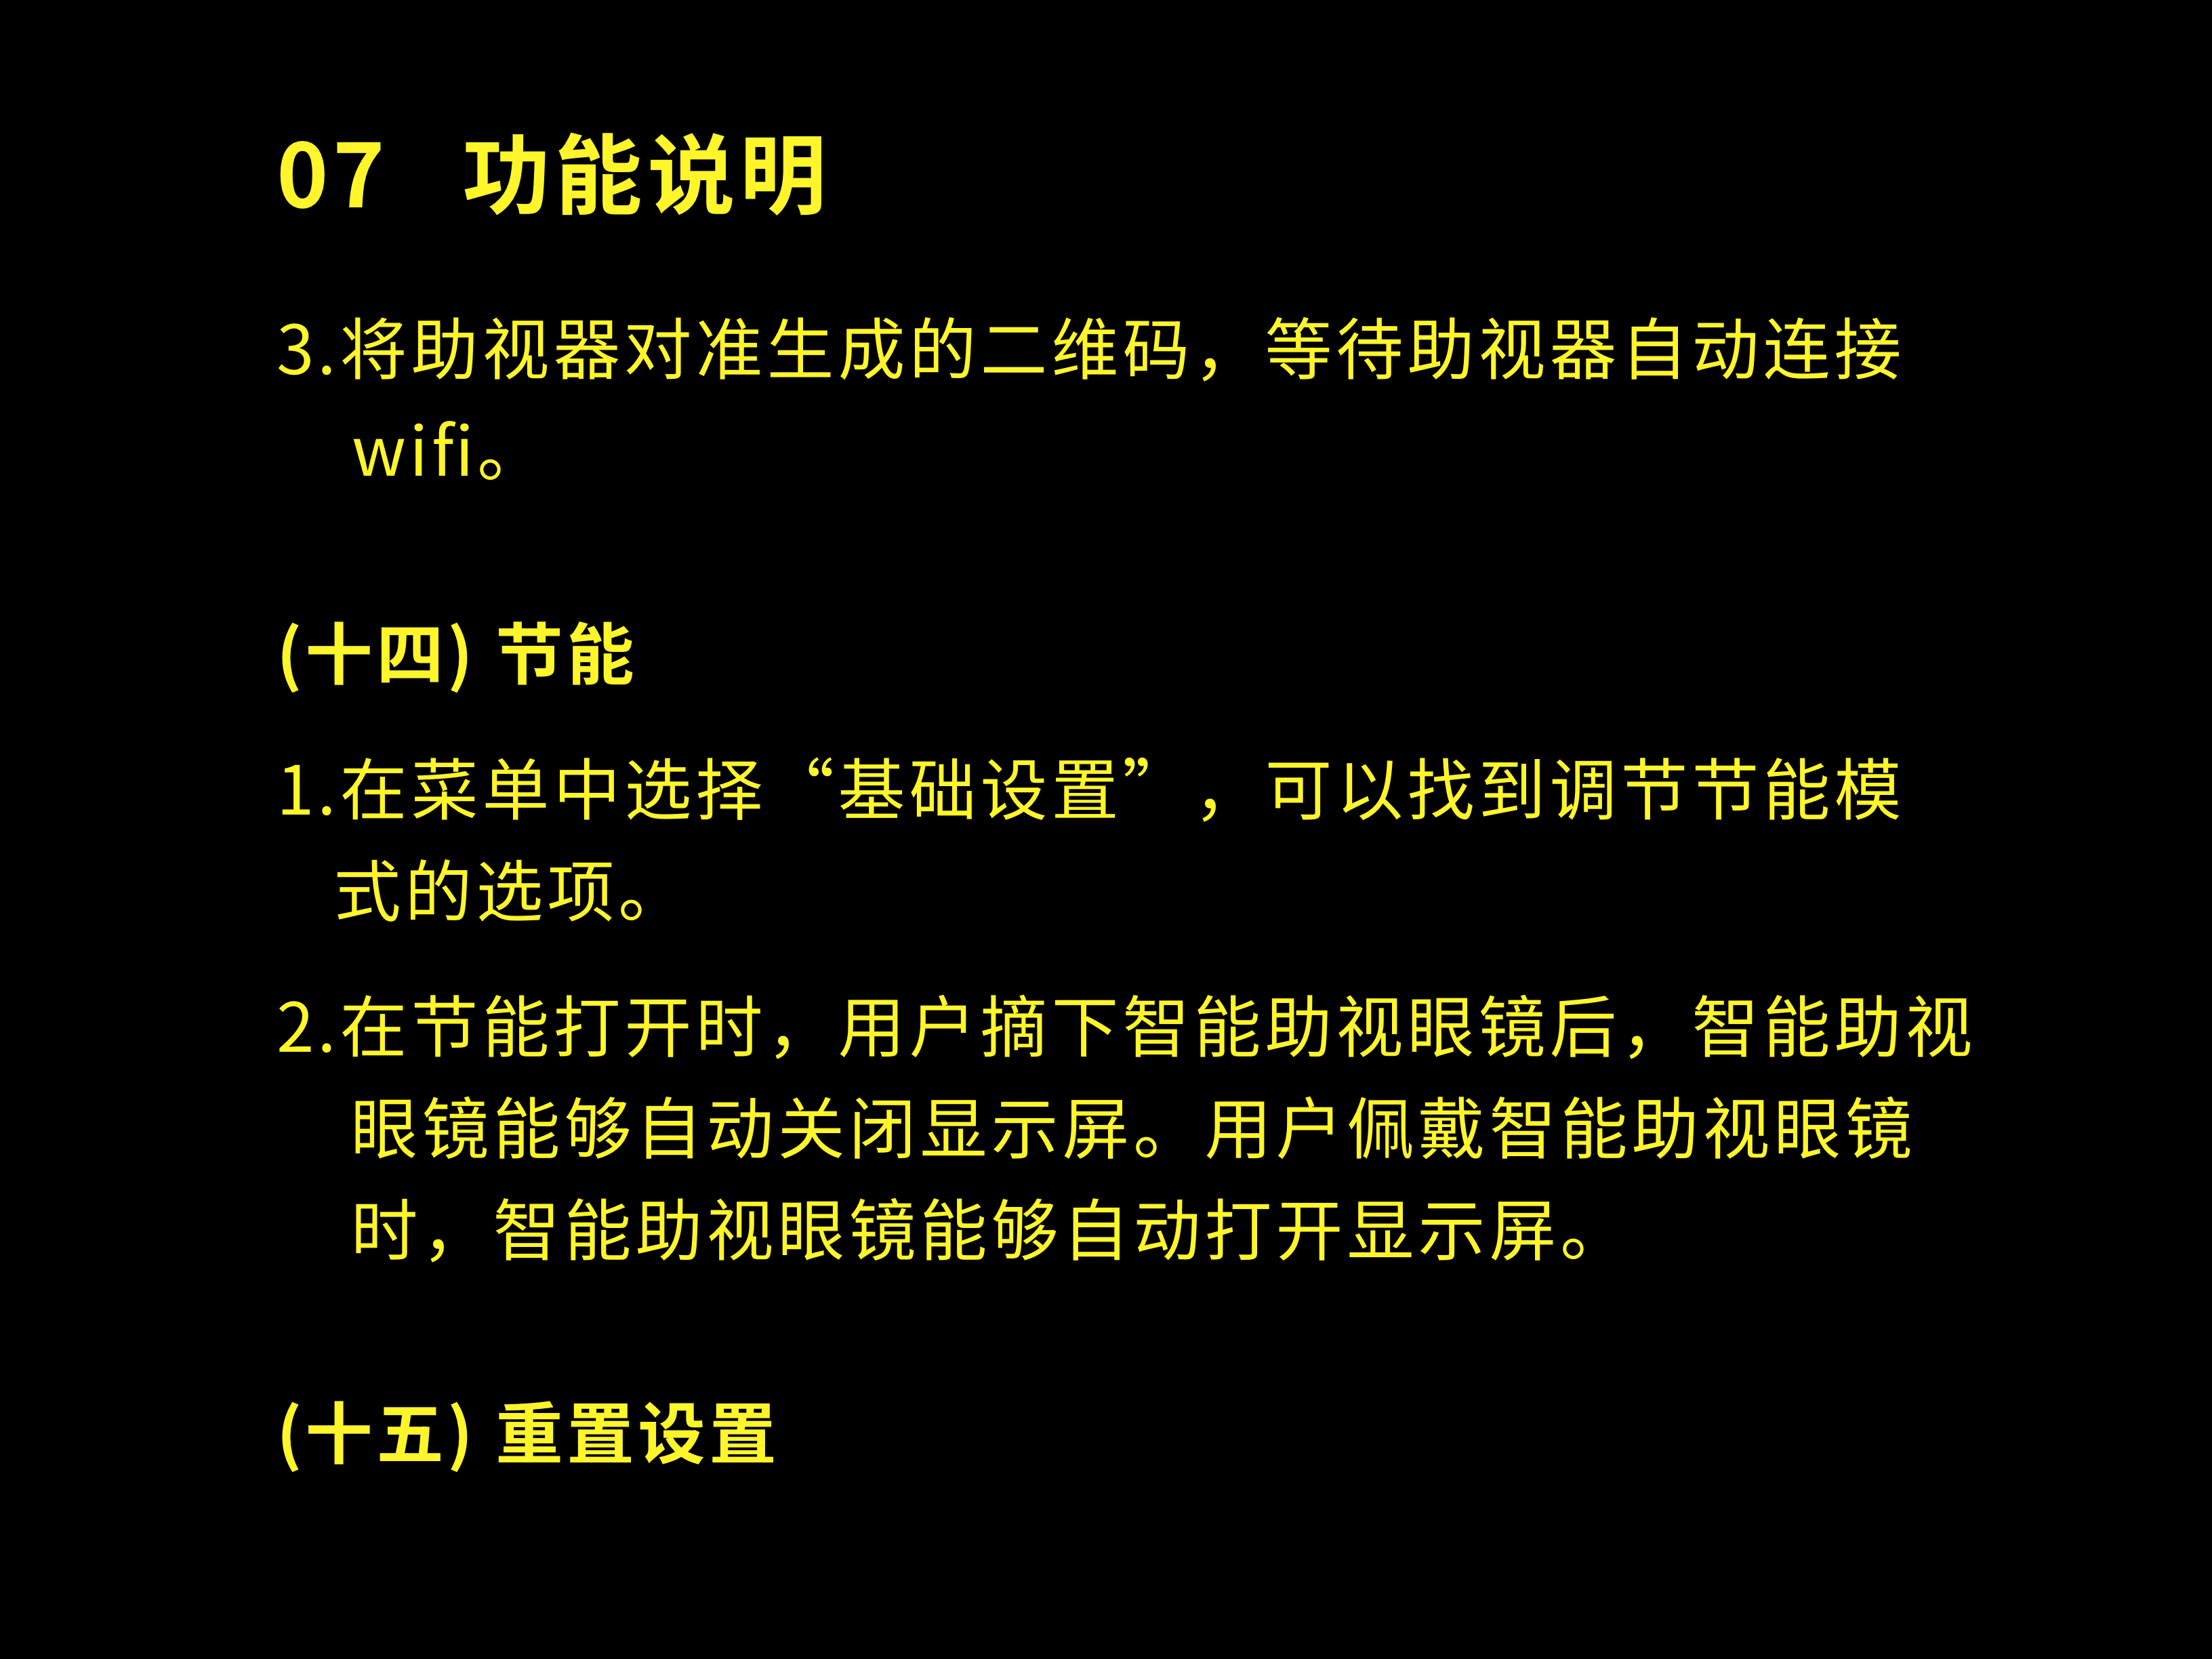 07 功能说明
3.将助视器对准生成的二维码，等待助视器自动连接
wifi。
(十四) 节能
1.在菜单中选择“基础设置”，可以找到调节节能模
式的选项。
2.在节能打开时，用户摘下智能助视眼镜后，智能助视
眼镜能够自动关闭显示屏。用户佩戴智能助视眼镜
时，智能助视眼镜能够自动打开显示屏。
(十五) 重置设置